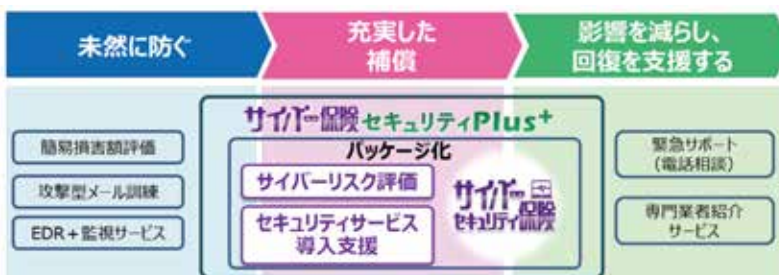 未然に防ぐ
充実した
補償
影響を減らし、
回復を支援する
サイバー保険 セキュリティPlus+
パッケージ化
簡易損害額評価
攻撃型メール訓練
EDR+監視サービス
サイバーリスク評価
セキュリティサービス
導入支援
サイバー
セキュリティ保険
緊急サポート
(電話相談)
専門業者紹介
サービス